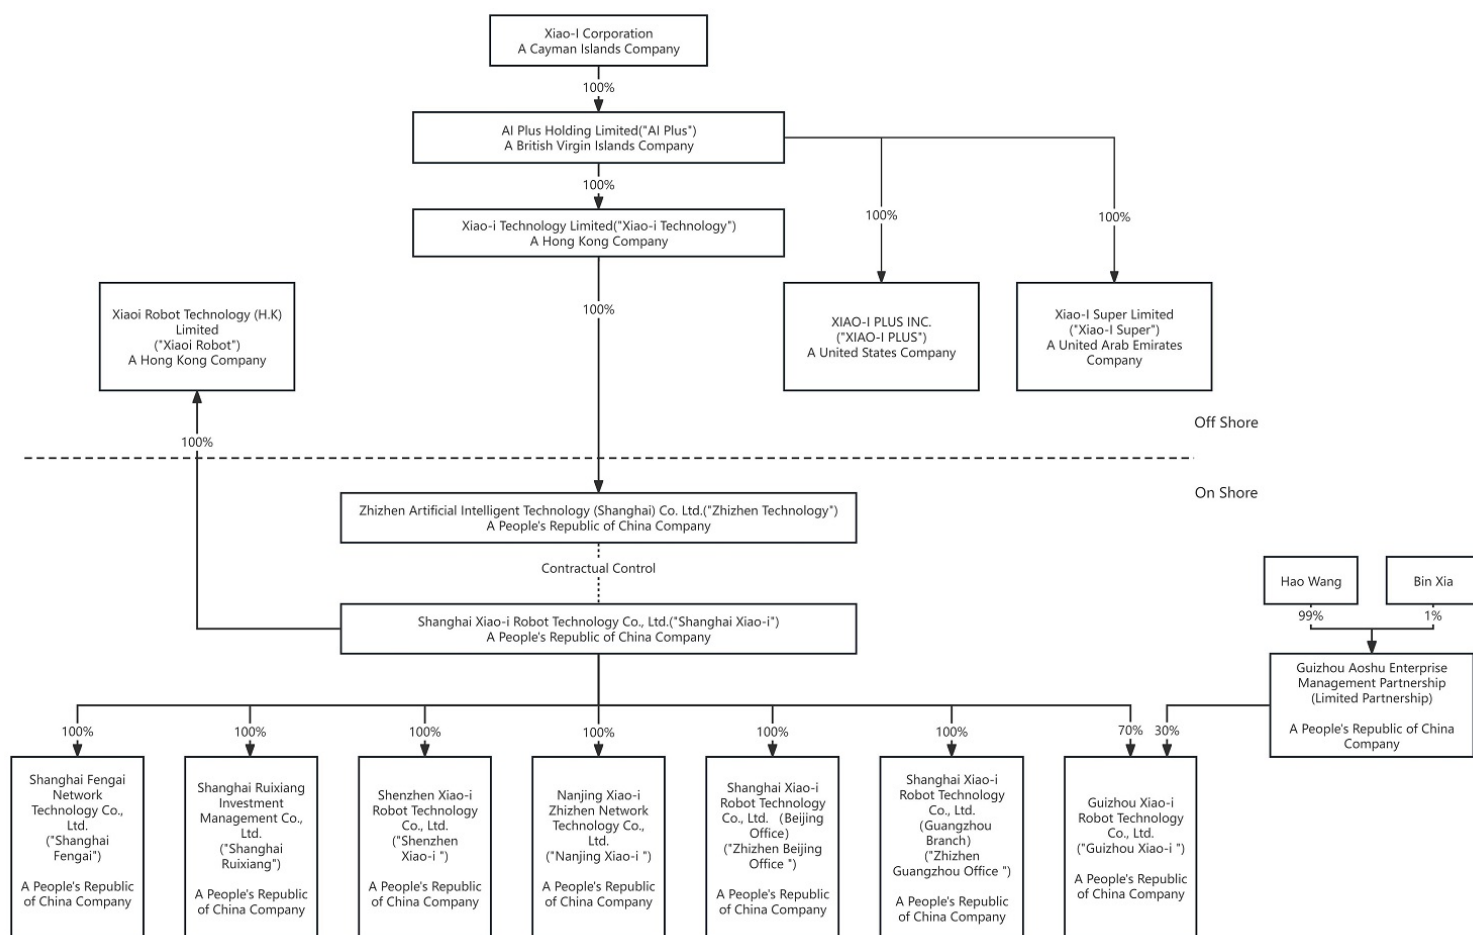 Xiao-I Corporation
A Cayman Islands Company
100%
AI Plus Holding Limited("AI Plus")
A British Virgin Islands Company
100%
Xiao-i Technology Limited("Xiao-i Technology")
A Hong Kong Company
100%
100%
100%
Xiaoi Robot Technology (H.K)
Limited
("Xiaoi Robot")
A Hong Kong Company
XIAO-I PLUS INC.
("XIAO-I PLUS")
A United States Company
Xiao-I Super Limited
("Xiao-I Super")
A United Arab Emirates
Company
Off Shore
100%
On Shore
Zhizhen Artificial Intelligent Technology (Shanghai) Co. Ltd.("Zhizhen Technology")
A People's Republic of China Company
Contractual Control
Shanghai Xiao-i Robot Technology Co., Ltd.("Shanghai Xiao-i")
A People's Republic of China Company
Hao Wang
Bin Xia
99%
1%
Guizhou Aoshu Enterprise
Management Partnership
(Limited Partnership)
A People's Republic of China
Company
100%
100%
100%
100%
100%
100%
70%
30%
Shanghai Fengai
Network
Technology Co.,
Ltd.
("Shanghai
Fengai")
A People's Republic
of China Company
Shanghai Ruixiang
Investment
Management Co.,
Ltd.
("Shanghai
Ruixiang")
A People's Republic
of China Company
Shenzhen Xiao-i
Robot Technology
Co., Ltd.
("Shenzhen
Xiao-i ")
A People's Republic
of China Company
Nanjing Xiao-i
Zhizhen Network
Technology Co.,
Ltd.
("Nanjing Xiao-i ")
A People's Republic
of China Company
Shanghai Xiao-i
Robot Technology
Co., Ltd. (Beijing
Office)
("Zhizhen Beijing
Office ")
A People's Republic
of China Company
Shanghai Xiao-i
Robot Technology
Co., Ltd.
(Guangzhou
Branch)
("Zhizhen
Guangzhou Office ")
A People's Republic
of China Company
Guizhou Xiao-i
Robot Technology
Co., Ltd.
("Guizhou Xiao-i ")
A People's Republic
of China Company